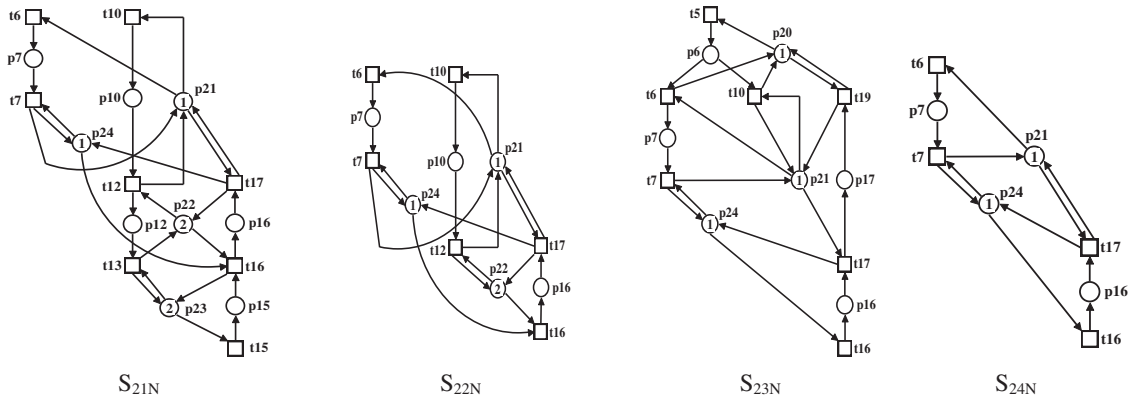 t6 t10
p7 p10 p21 1
t7 p24 1
t12 t17
p12 p22 2 p16
t13 t16
2 p23 p15
t15
S21N
t6 t10
p7
t7 p10 p21 1
p24 1
t12 t17
p22 2 p16
t16
S22N
t5
p6 p20 1
t6 t10 t19
p7
t7 p21 1 p17
p24 1
t17
p16
t16
S23N
t6
p7
t7 p21 1
p24 1
t17
p16
t16
S24N